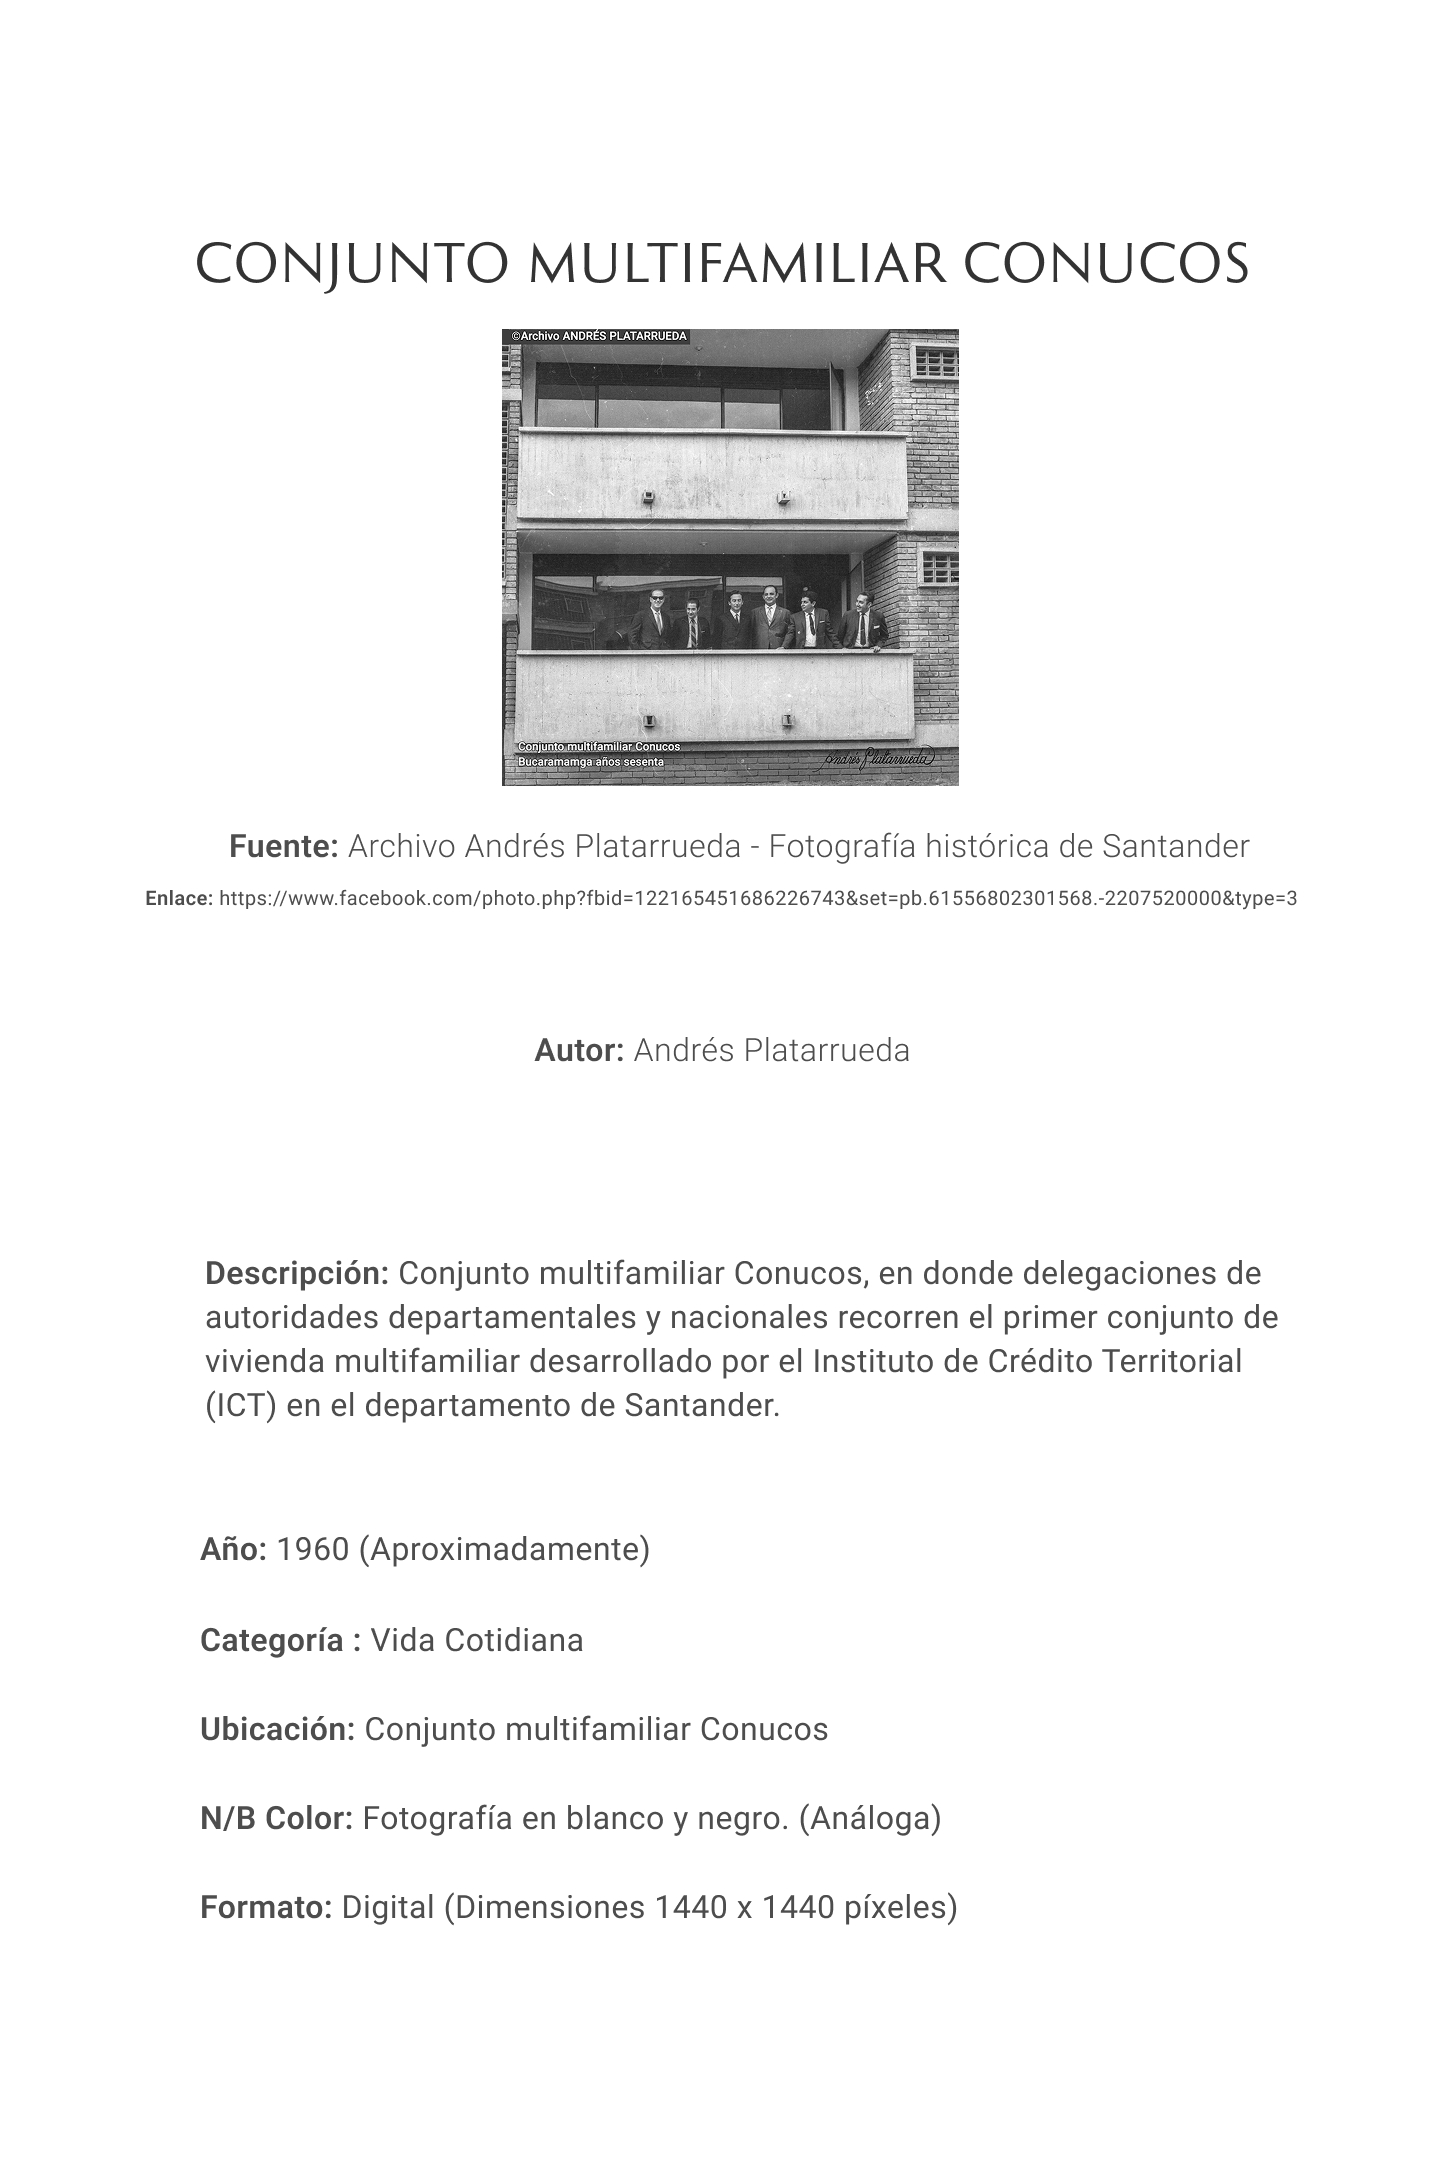 CONJUNTO MULTIFAMILIAR CONUCOS
©Archivo ANDRÉS PLATARRUEDA
Conjunto multifamiliar Conucos
Bucaramamga años sesenta
Andrés Platarrueda
Fuente: Archivo Andrés Platarrueda - Fotografía histórica de Santander
Enlace: https://www.facebook.com/photo.php?fbid=122165451686226743&set=pb.61556802301568.-2207520000&type=3
Autor: Andrés Platarrueda
Descripción: Conjunto multifamiliar Conucos, en donde delegaciones de
autoridades departamentales y nacionales recorren el primer conjunto de
vivienda multifamiliar desarrollado por el Instituto de Crédito Territorial
(ICT) en el departamento de Santander.
Año: 1960 (Aproximadamente)
Categoría : Vida Cotidiana
Ubicación: Conjunto multifamiliar Conucos
N/B Color: Fotografía en blanco y negro. (Análoga)
Formato: Digital (Dimensiones 1440 x 1440 píxeles)